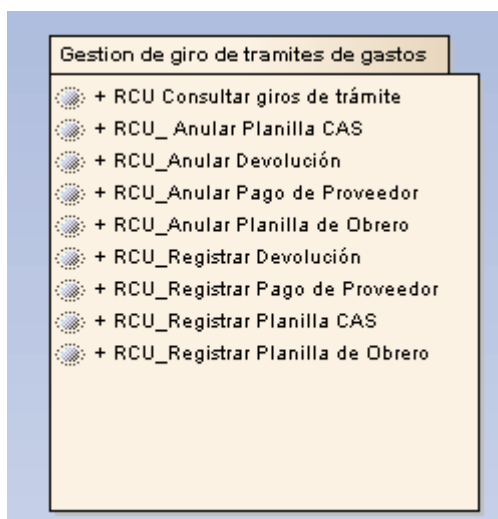 Gestion de giro de tramites de gastos
+ RCU Consultar giros de trámite
+ RCU_ Anular Planilla CAS
+ RCU_Anular Devolución
+ RCU_Anular Pago de Proveedor
+ RCU_Anular Planilla de Obrero
+ RCU_Registrar Devolución
+ RCU_Registrar Pago de Proveedor
+ RCU_Registrar Planilla CAS
+ RCU_Registrar Planilla de Obrero